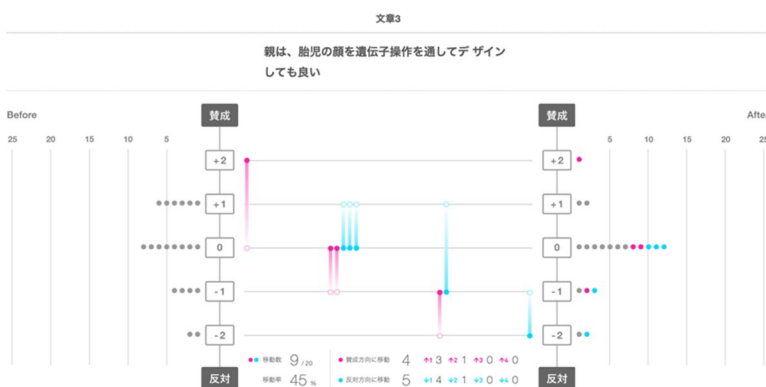 文章3
親は、胎児の顔を遺伝子操作を通してデ ザイン
しても良い
Before 賛成 賛成 Afte
25 20 15 10 5 5 10 15 20 25
+2 +2
+1 +1
0 0
-1 -1
-2 -2
移動数 9 / 20 賛成方向に移動 4 ↑1 3 ↑2 1 ↑3 0 ↑4 0
反対 移動率 45 % 反対方向に移動 5 ↓1 4 ↓2 1 ↓3 0 ↓4 0 反対